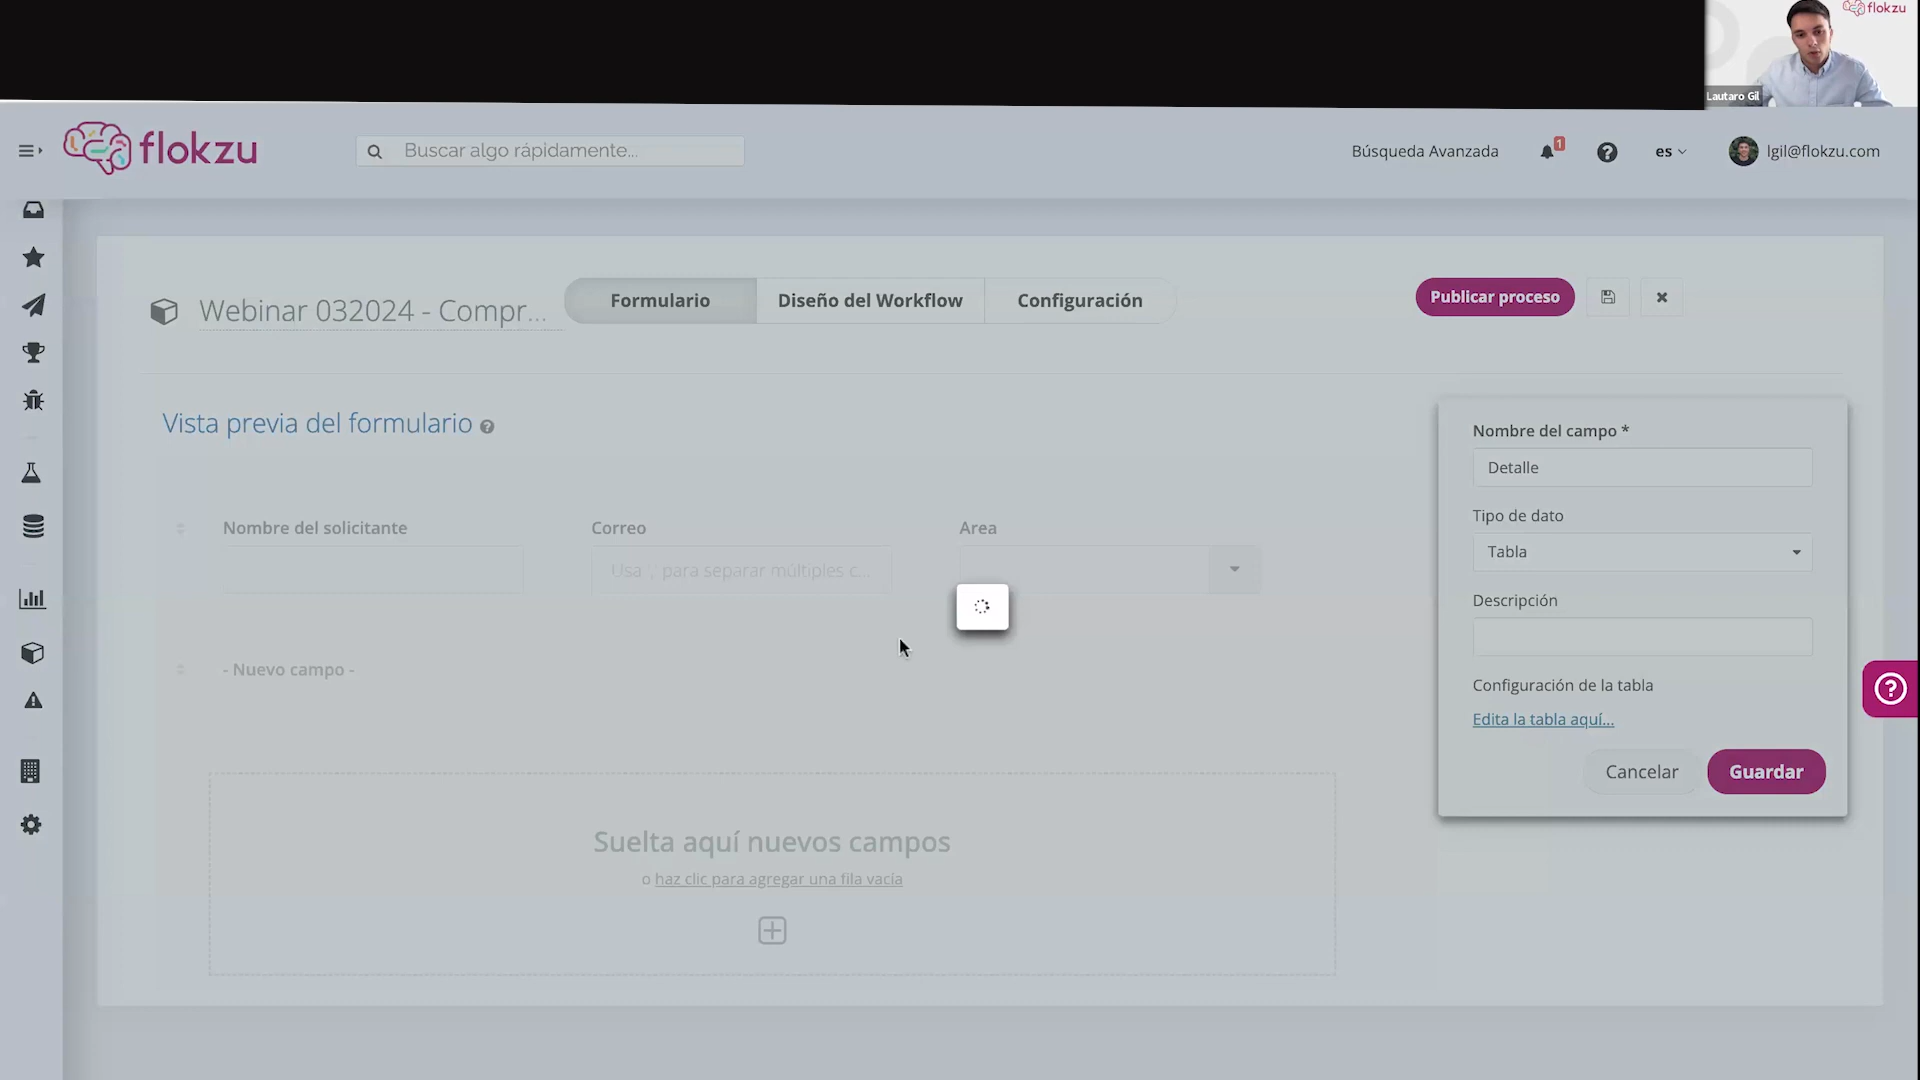 flokzu
Lautaro Gil
flokzu
Buscar algo rápidamente...
Búsqueda Avanzada
1
es
lgil@flokzu.com
Webinar 032024 - Compr...
Formulario
Diseño del Workflow
Configuración
Publicar proceso
Vista previa del formulario
Nombre del solicitante
Correo
Area
Usa ; para separar múltiples c...
- Nuevo campo -
Suelta aquí nuevos campos
o haz clic para agregar una fila vacía
Nombre del campo *
Detalle
Tipo de dato
Tabla
Descripción
Configuración de la tabla
Edita la tabla aquí...
Cancelar
Guardar